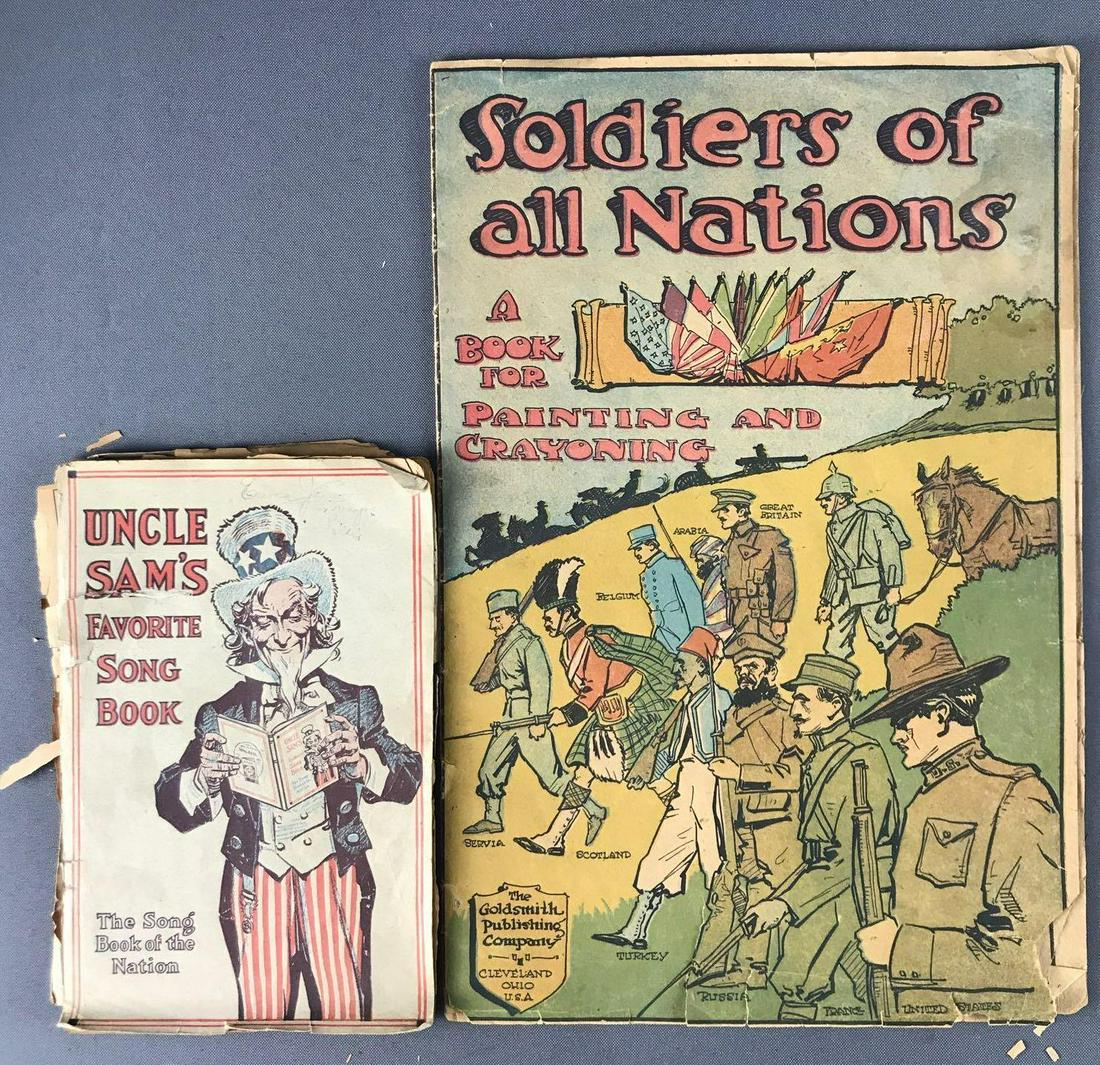 UNCLE
SAM'S
FAVORITE
SONG
BOOK
The Song
Book of the
Nation
Soldiers of
all Nations
A
BOOK
FOR
PAINTING AND
CRAYONING
ARABIA
GREAT
BRITAIN
BELGIUM
SERVIA
SCOTLAND
TURKEY
RUSSIA
FRANCE
UNITED STATES
The
Goldsmith
Publishing
Company
CLEVELAND
OHIO
U.S.A